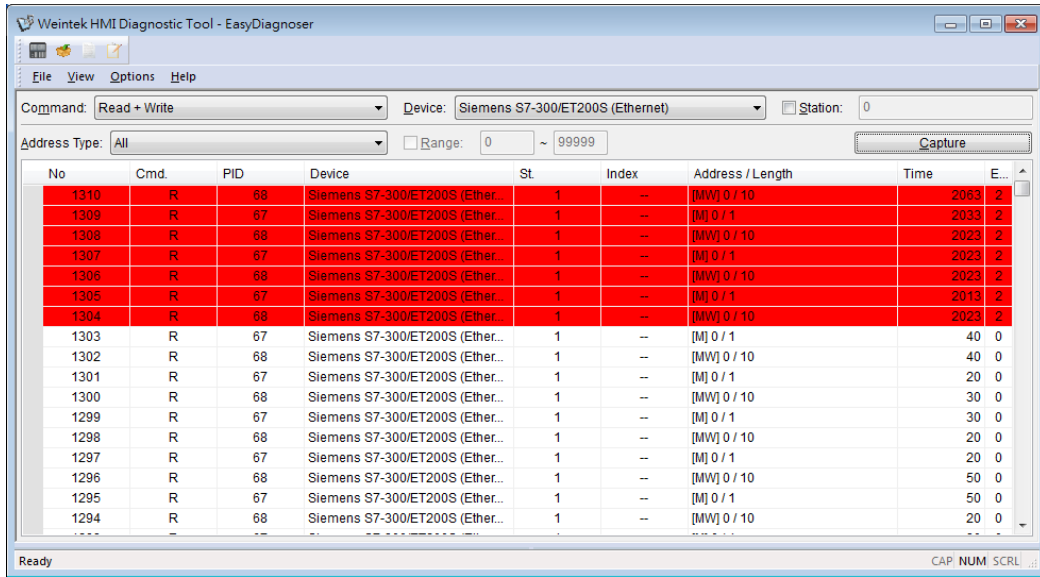 Weintek HMI Diagnostic Tool - EasyDiagnoser
File View Options Help
Command: Read + Write Device: Siemens S7-300/ET200S (Ethernet) Station: 0
Address Type: All Range: 0 ~ 99999 Capture
No Cmd. PID Device St. Index Address / Length Time E...
1310 R 68 Siemens S7-300/ET200S (Ether... 1 -- [MW] 0 / 10 2063 2
1309 R 67 Siemens S7-300/ET200S (Ether... 1 -- [M] 0 / 1 2033 2
1308 R 68 Siemens S7-300/ET200S (Ether... 1 -- [MW] 0 / 10 2023 2
1307 R 67 Siemens S7-300/ET200S (Ether... 1 -- [M] 0 / 1 2023 2
1306 R 68 Siemens S7-300/ET200S (Ether... 1 -- [MW] 0 / 10 2023 2
1305 R 67 Siemens S7-300/ET200S (Ether... 1 -- [M] 0 / 1 2013 2
1304 R 68 Siemens S7-300/ET200S (Ether... 1 -- [MW] 0 / 10 2023 2
1303 R 67 Siemens S7-300/ET200S (Ether... 1 -- [M] 0 / 1 40 0
1302 R 68 Siemens S7-300/ET200S (Ether... 1 -- [MW] 0 / 10 40 0
1301 R 67 Siemens S7-300/ET200S (Ether... 1 -- [M] 0 / 1 20 0
1300 R 68 Siemens S7-300/ET200S (Ether... 1 -- [MW] 0 / 10 30 0
1299 R 67 Siemens S7-300/ET200S (Ether... 1 -- [M] 0 / 1 30 0
1298 R 68 Siemens S7-300/ET200S (Ether... 1 -- [MW] 0 / 10 20 0
1297 R 67 Siemens S7-300/ET200S (Ether... 1 -- [M] 0 / 1 20 0
1296 R 68 Siemens S7-300/ET200S (Ether... 1 -- [MW] 0 / 10 50 0
1295 R 67 Siemens S7-300/ET200S (Ether... 1 -- [M] 0 / 1 50 0
1294 R 68 Siemens S7-300/ET200S (Ether... 1 -- [MW] 0 / 10 20 0
Ready CAP NUM SCRL